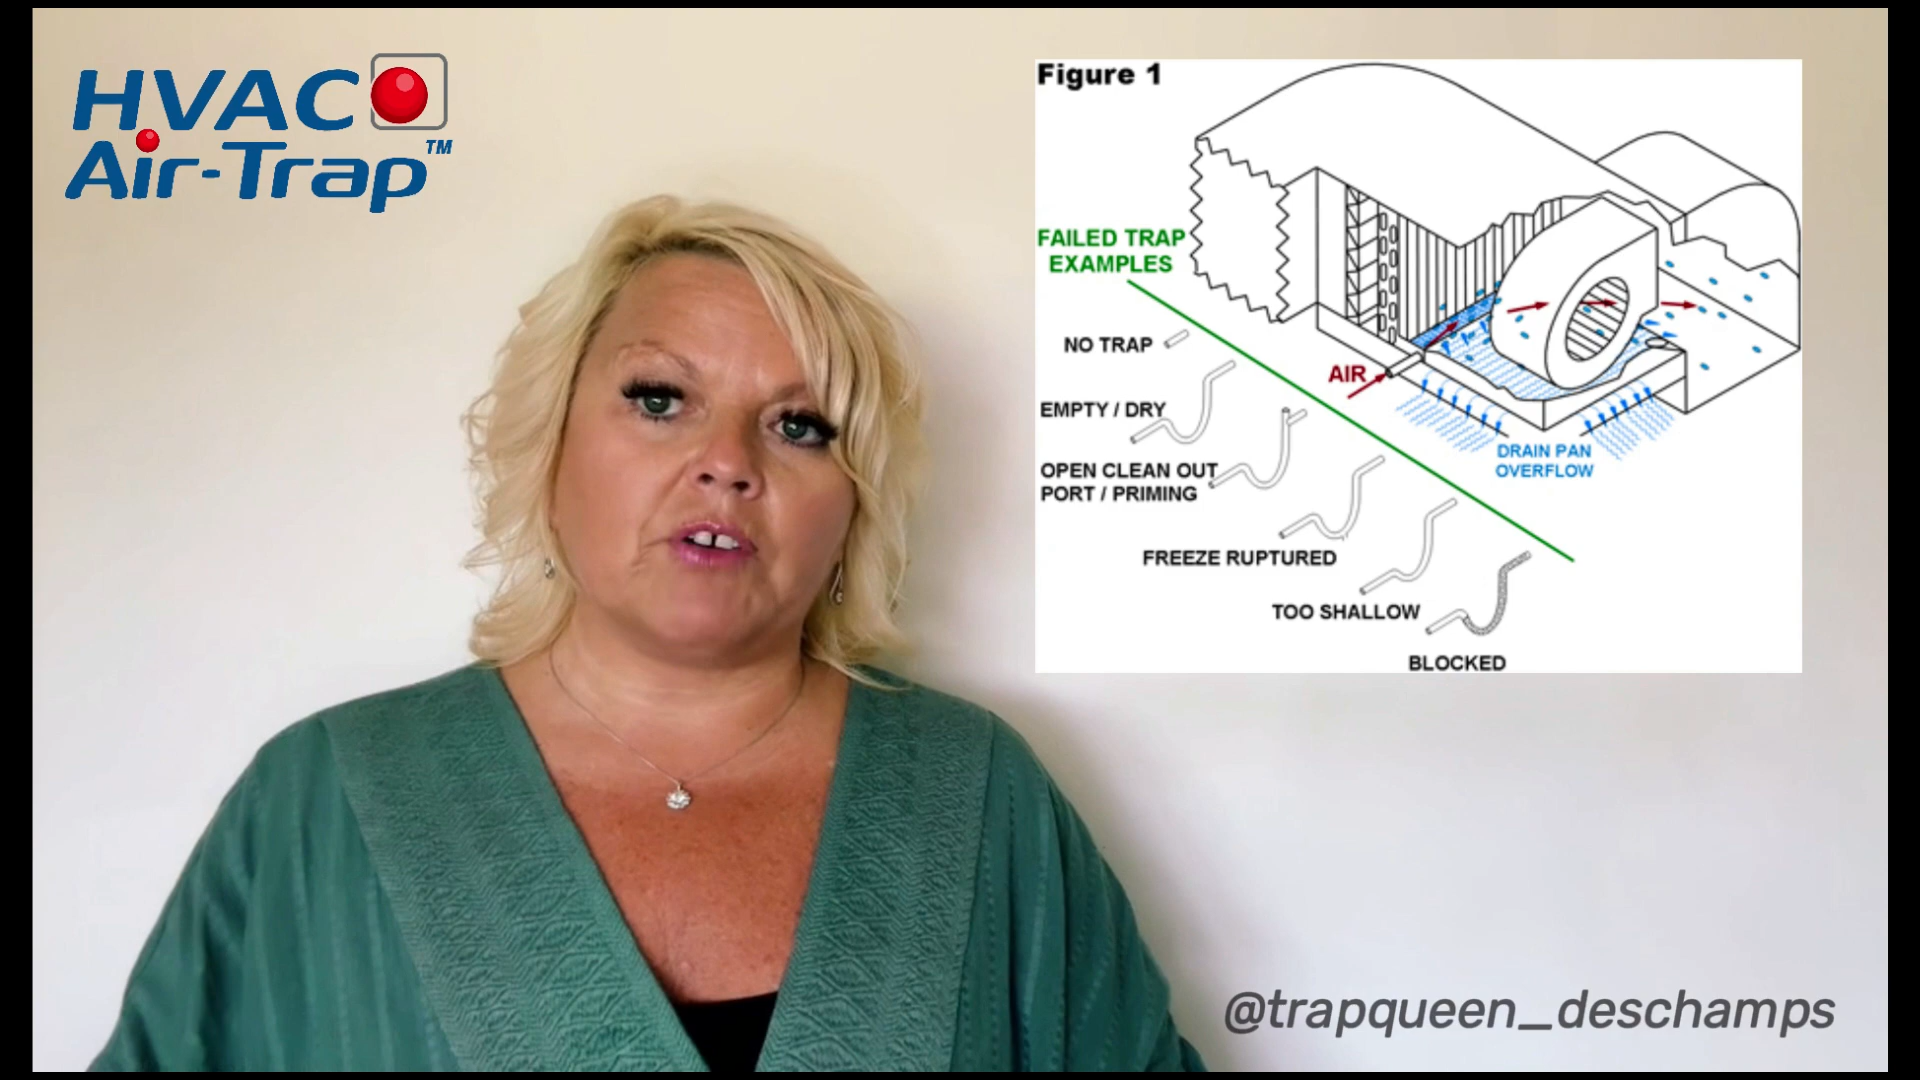 HVAC
Air-Trap™
Figure 1
FAILED TRAP
EXAMPLES
NO TRAP
AIR
EMPTY / DRY
DRAIN PAN
OVERFLOW
OPEN CLEAN OUT
PORT / PRIMING
FREEZE RUPTURED
TOO SHALLOW
BLOCKED
@trapqueen_deschamps